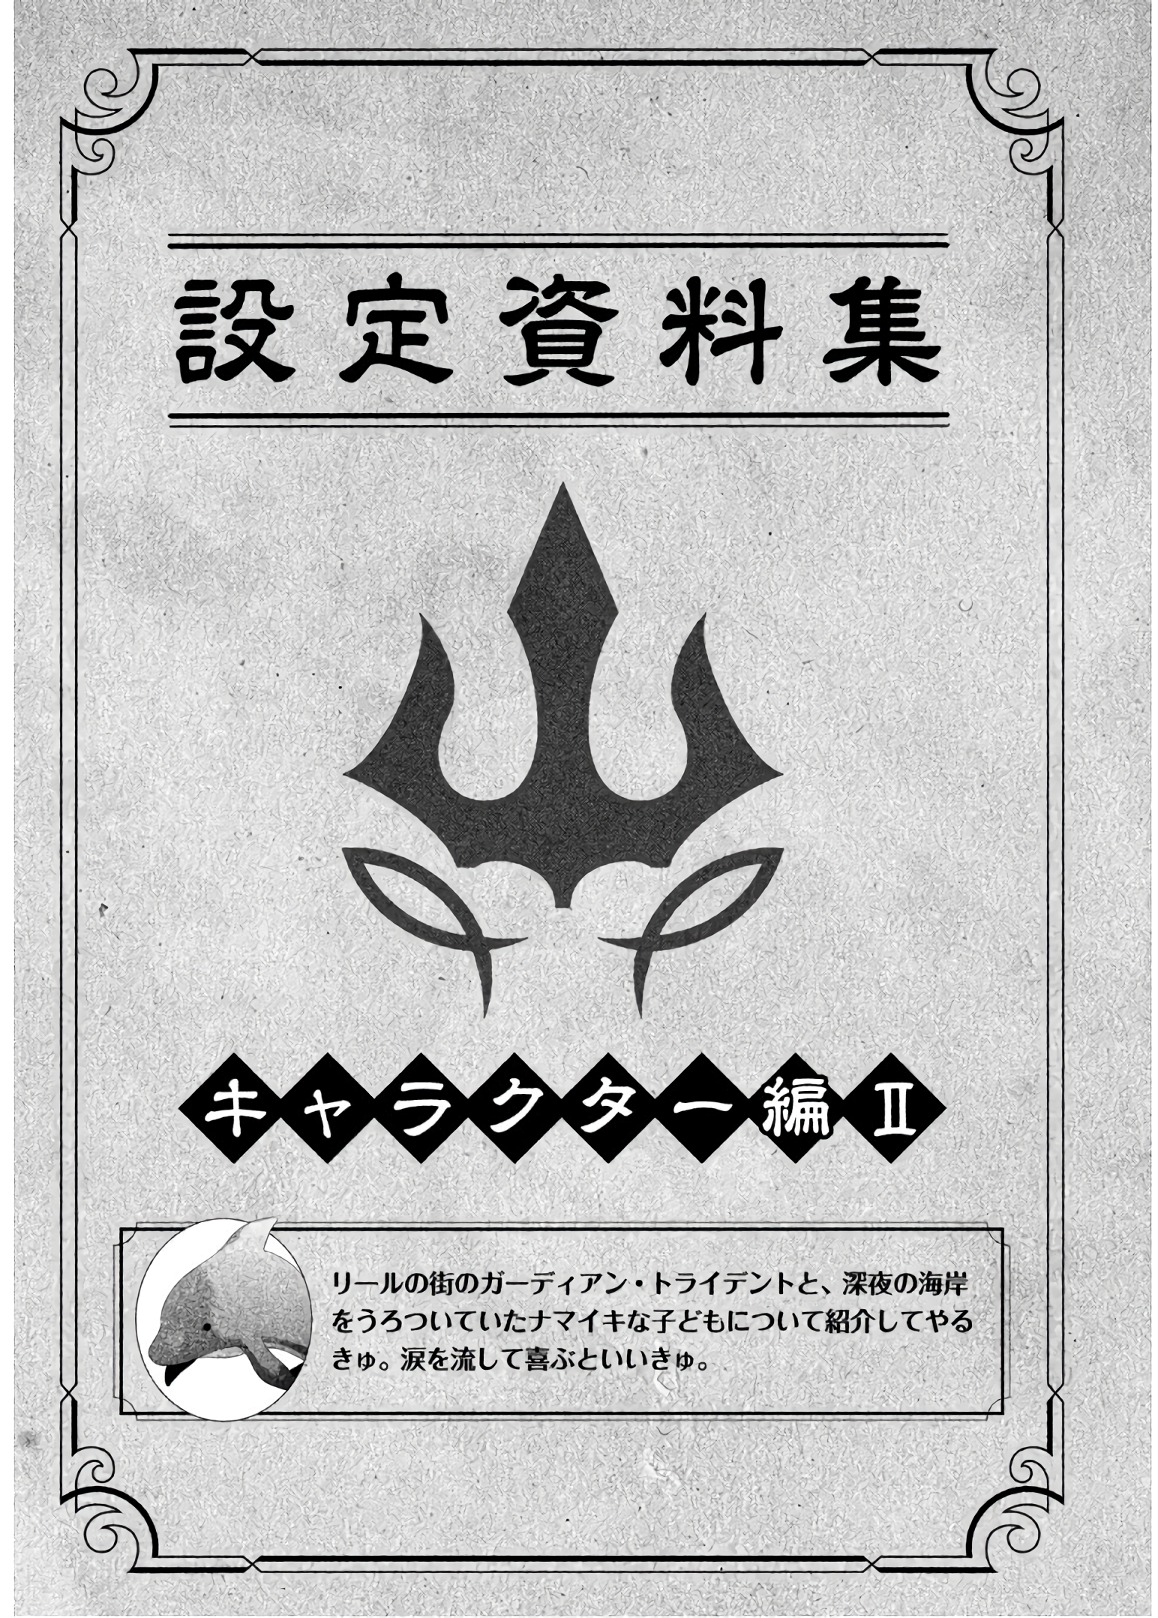 設定資料集
キャラクター編Ⅱ
リールの街のガーディアン・トライデントと、深夜の海岸
をうろついていたナマイキな子どもについて紹介してやる
きゅ。涙を流して喜ぶといいきゅ。